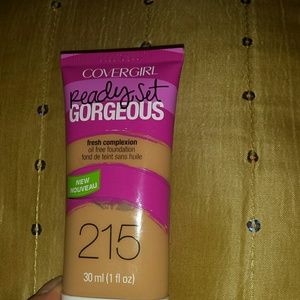 COVERGIRL
Ready, Set
GORGEOUS
fresh complexion
oil free foundation
fond de teint sans huile
NEW
NOUVEAU
215
30 ml (1 fl oz)